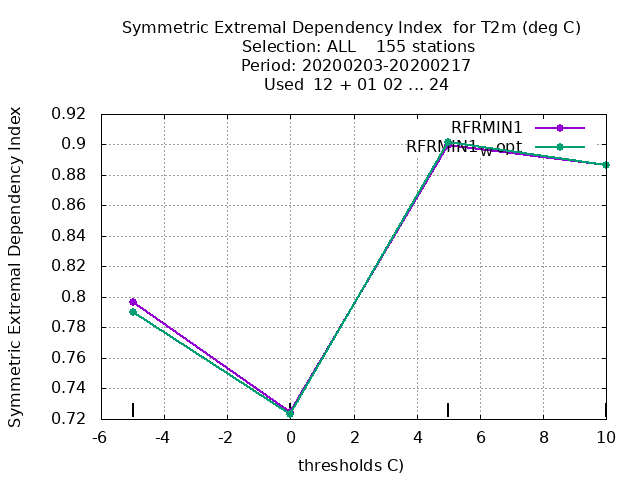 Symmetric Extremal Dependency Index  for T2m (deg C)
Selection: ALL    155 stations
Period: 20200203-20200217
Used  12 + 01 02 ... 24
Symmetric Extremal Dependency Index
0.92
0.9
0.88
0.86
0.84
0.82
0.8
0.78
0.76
0.74
0.72
RFRMIN1
RFRMIN1w opt
-6
-4
-2
0
2
4
6
8
10
thresholds C)